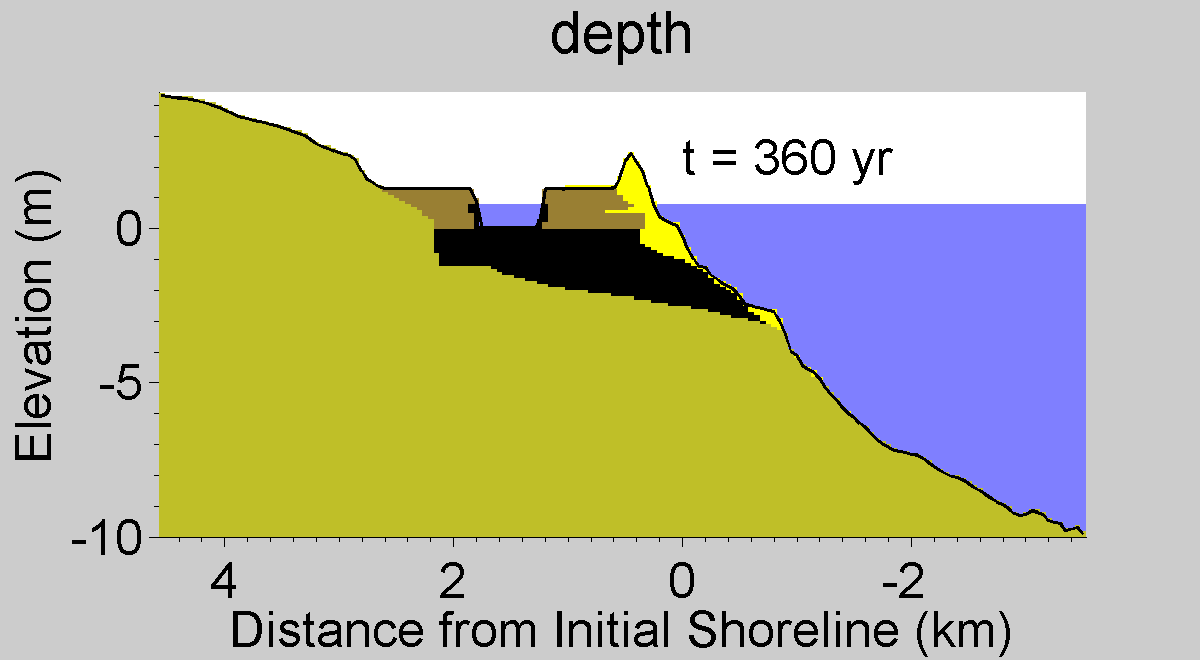 depth
t = 360 yr
Elevation (m)
0
-5
-10
4 2 0 -2
Distance from Initial Shoreline (km)